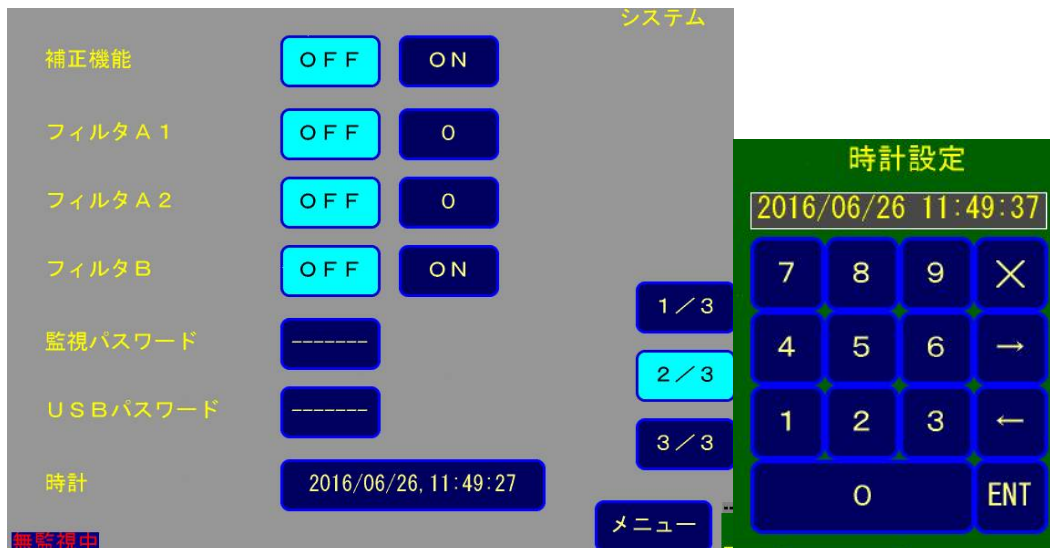 システム
補正機能 ＯＦＦ ＯＮ
フィルタＡ１ ＯＦＦ ０
フィルタＡ２ ＯＦＦ ０
フィルタＢ ＯＦＦ ＯＮ
１／３
監視パスワード -------
２／３
ＵＳＢパスワード -------
３／３
時計 2016/06/26,11:49:27
メニュー
無監視中
時計設定
2016/06/26 11:49:37
7 8 9 ×
4 5 6 →
1 2 3 ←
0 ENT